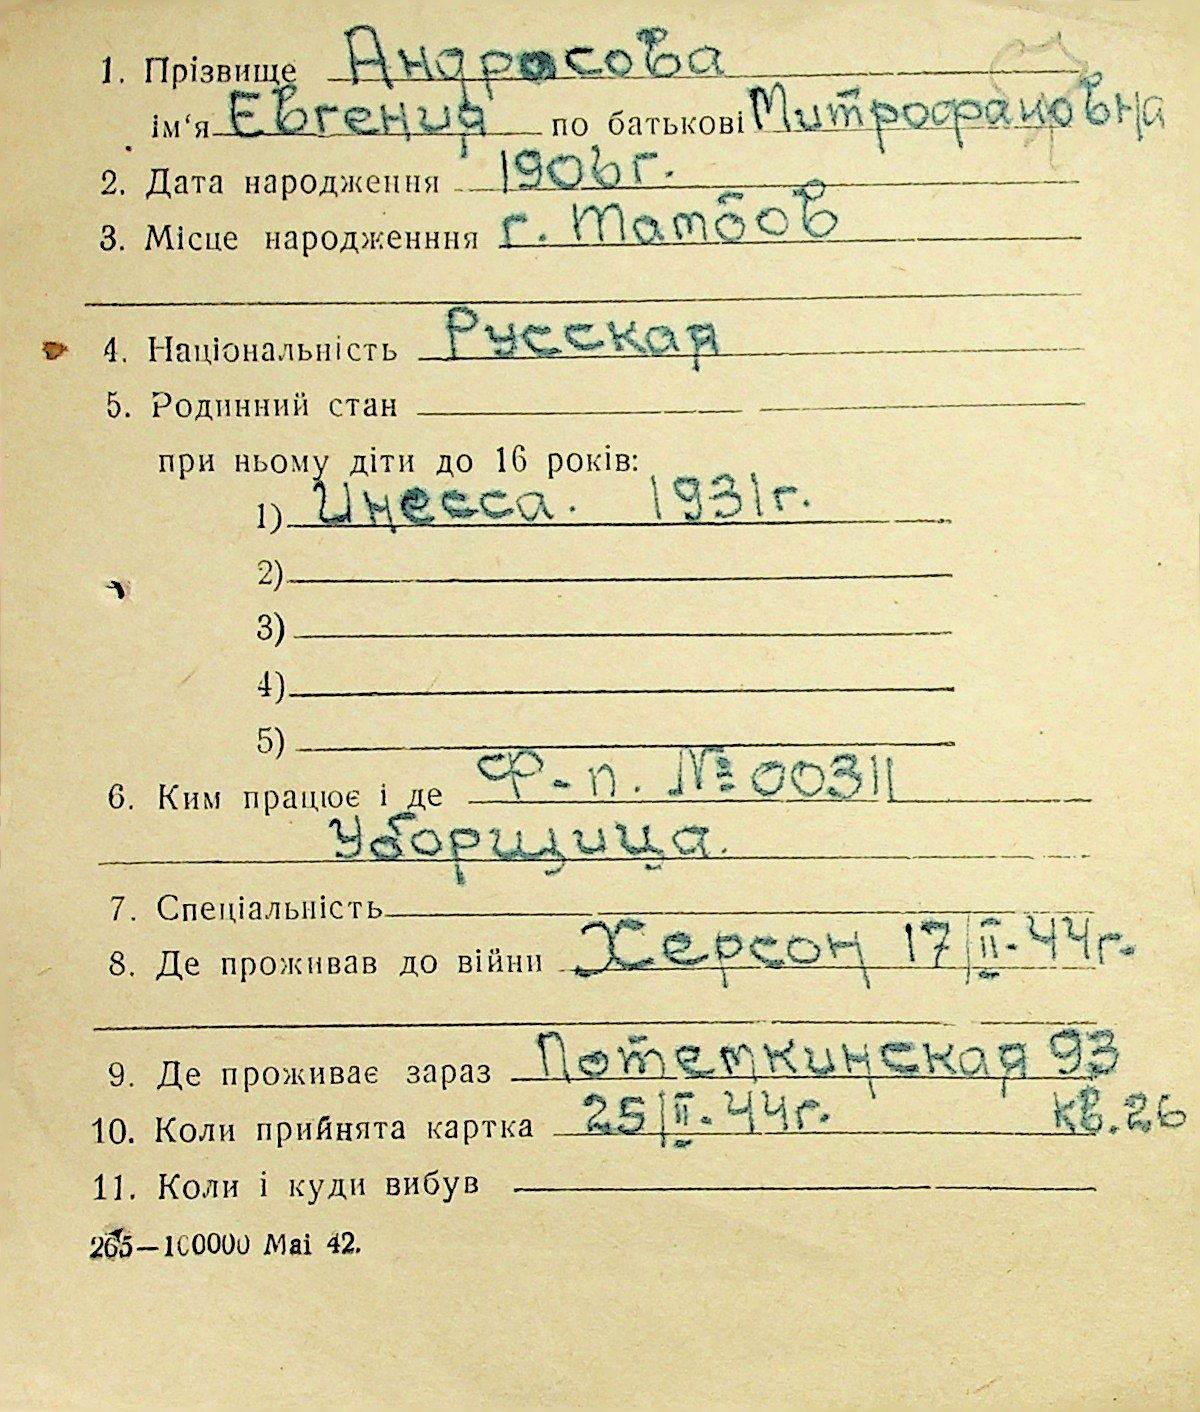 1. Прізвище Андросова
ім‘я Евгения по батькові Митрофановна
2. Дата народження 1906г.
3. Місце народженння г. Тамбов
4. Національність Русская
5. Родинний стан
при ньому діти до 16 років:
1) Инесса. 1931г.
2)
3)
4)
5)
6. Ким працює і де Ф-п. № 00311
Уборщица.
7. Спеціальність
8. Де проживав до війни Херсон 17/II-44г.
9. Де проживає зараз Потемкинская 93
10. Коли прийнята картка 25/II-44г. кв. 26
11. Коли і куди вибув
265—100000 Mai 42.